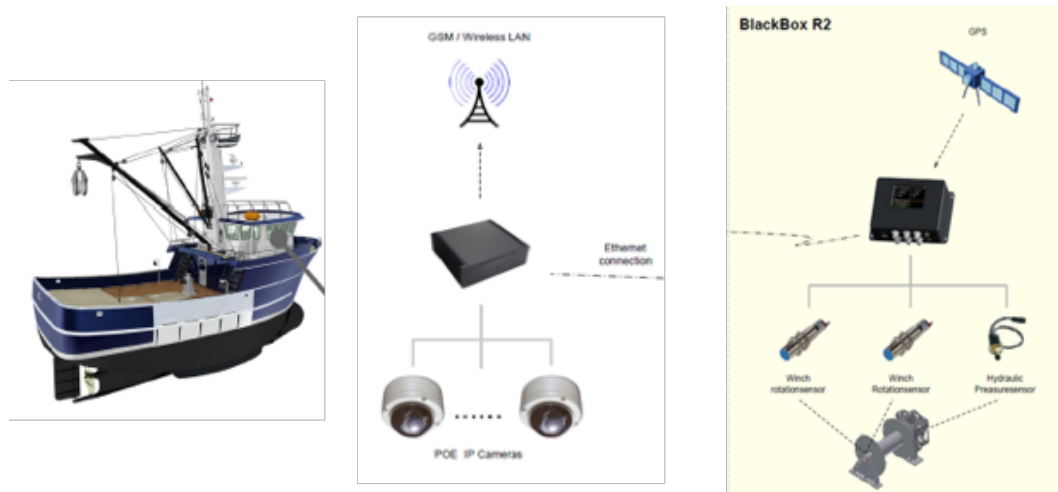 GSM / Wireless LAN
Ethernet
connection
POE IP Cameras
BlackBox R2
GPS
Winch
rotationsensor
Winch
Rotationsensor
Hydraulic
Preasuresensor